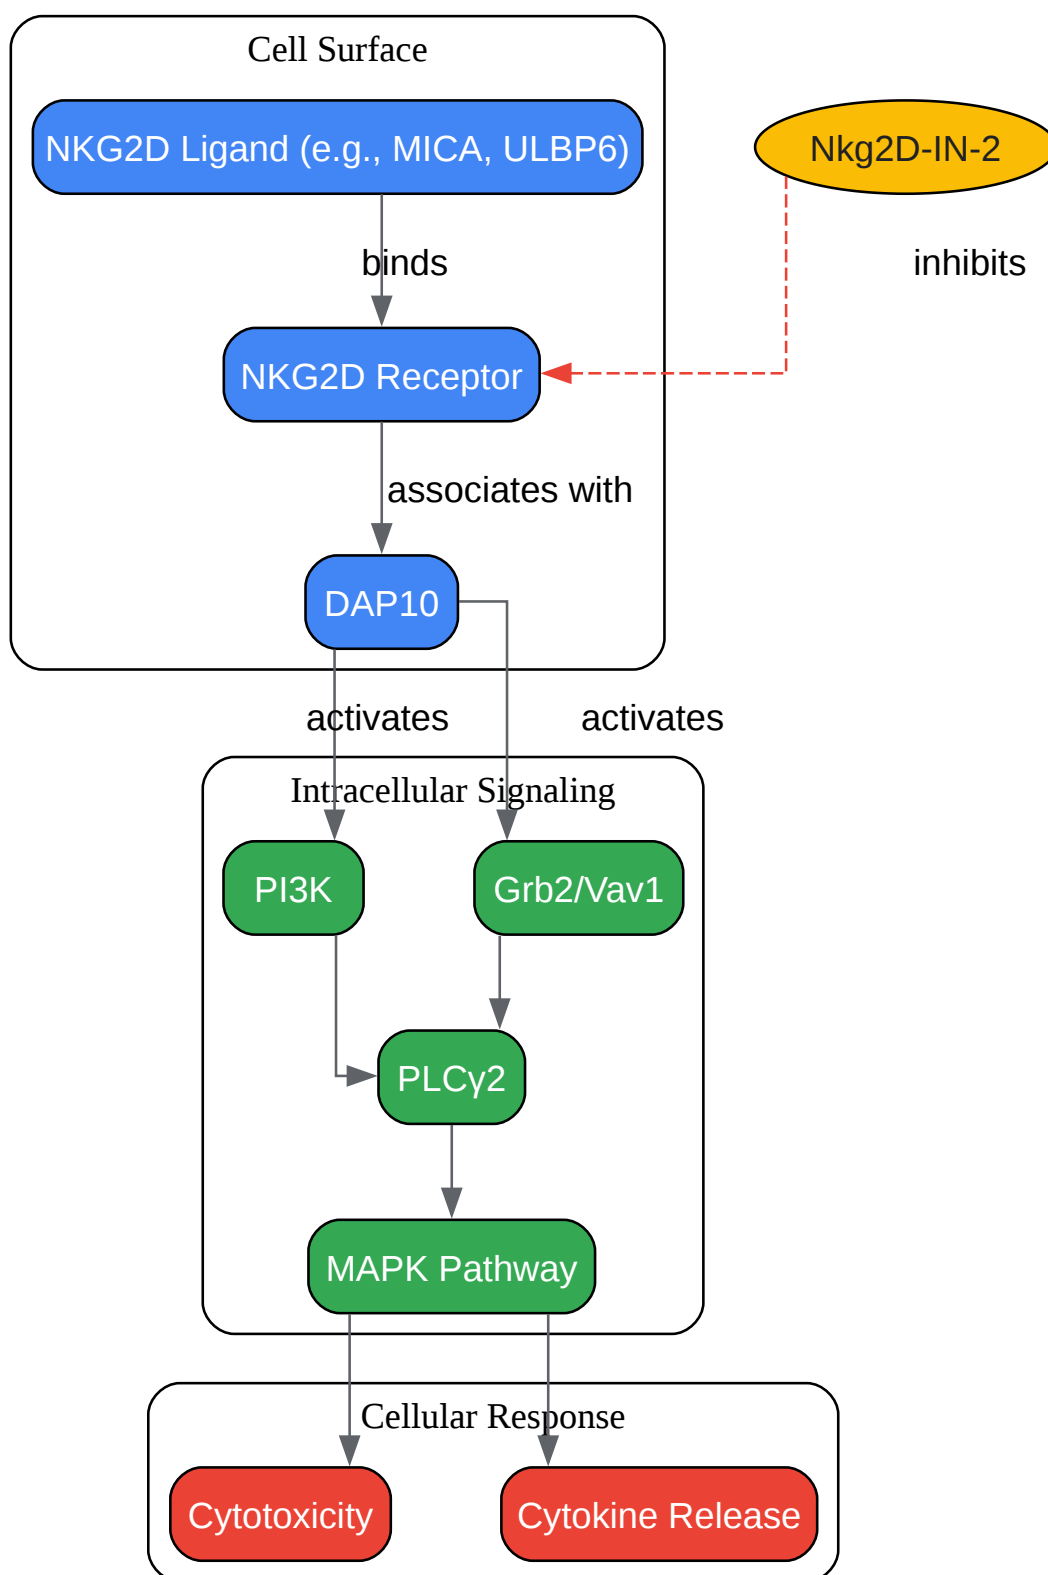 Cell Surface
NKG2D Ligand (e.g., MICA, ULBP6)
Nkg2D-IN-2
binds
inhibits
NKG2D Receptor
associates with
DAP10
activates
activates
Intracellular Signaling
PI3K
Grb2/Vav1
PLCγ2
MAPK Pathway
Cellular Response
Cytotoxicity
Cytokine Release